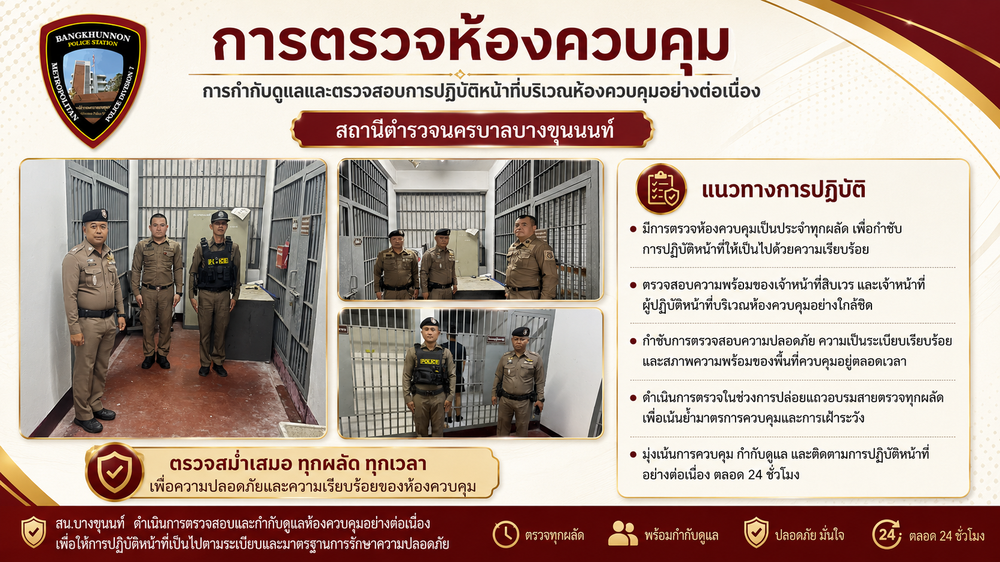 BANGKHUNNON
POLICE STATION
METROPOLITAN
POLICE DIVISION 7
การตรวจห้องควบคุม
การกำกับดูแลและตรวจสอบการปฏิบัติหน้าที่บริเวณห้องควบคุมอย่างต่อเนื่อง
สถานีตำรวจนครบาลบางขุนนนท์
POLICE
POLICE
แนวทางการปฏิบัติ
• มีการตรวจห้องควบคุมเป็นประจำทุกผลัด เพื่อกำชับ
การปฏิบัติหน้าที่ให้เป็นไปด้วยความเรียบร้อย
• ตรวจสอบความพร้อมของเจ้าหน้าที่สิบเวร และเจ้าหน้าที่
ผู้ปฏิบัติหน้าที่บริเวณห้องควบคุมอย่างใกล้ชิด
• กำชับการตรวจสอบความปลอดภัย ความเป็นระเบียบเรียบร้อย
และสภาพความพร้อมของพื้นที่ควบคุมอยู่ตลอดเวลา
• ดำเนินการตรวจในช่วงการปล่อยแถวอบรมสายตรวจทุกผลัด
เพื่อเน้นย้ำมาตรการควบคุมและการเฝ้าระวัง
• มุ่งเน้นการควบคุม กำกับดูแล และติดตามการปฏิบัติหน้าที่
อย่างต่อเนื่อง ตลอด 24 ชั่วโมง
ตรวจสม่ำเสมอ ทุกผลัด ทุกเวลา
เพื่อความปลอดภัยและความเรียบร้อยของห้องควบคุม
สน.บางขุนนนท์ ดำเนินการตรวจสอบและกำกับดูแลห้องควบคุมอย่างต่อเนื่อง
เพื่อให้การปฏิบัติหน้าที่เป็นไปตามระเบียบและมาตรฐานการรักษาความปลอดภัย
ตรวจทุกผลัด
พร้อมกำกับดูแล
ปลอดภัย มั่นใจ
24
ตลอด 24 ชั่วโมง